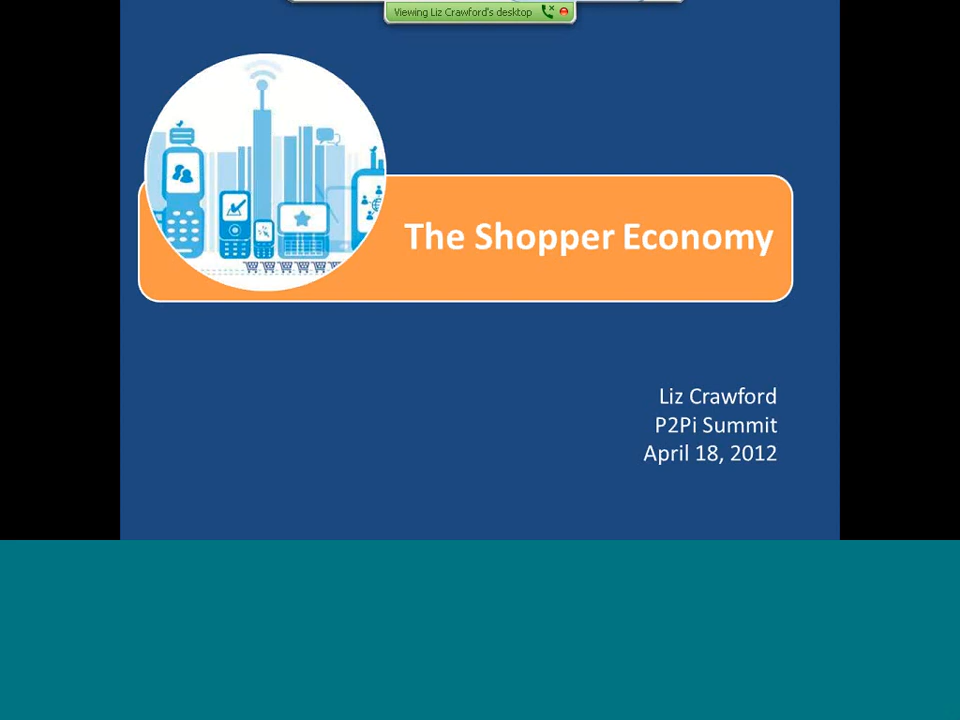 Viewing Liz Crawford's desktop
The Shopper Economy
Liz Crawford
P2Pi Summit
April 18, 2012